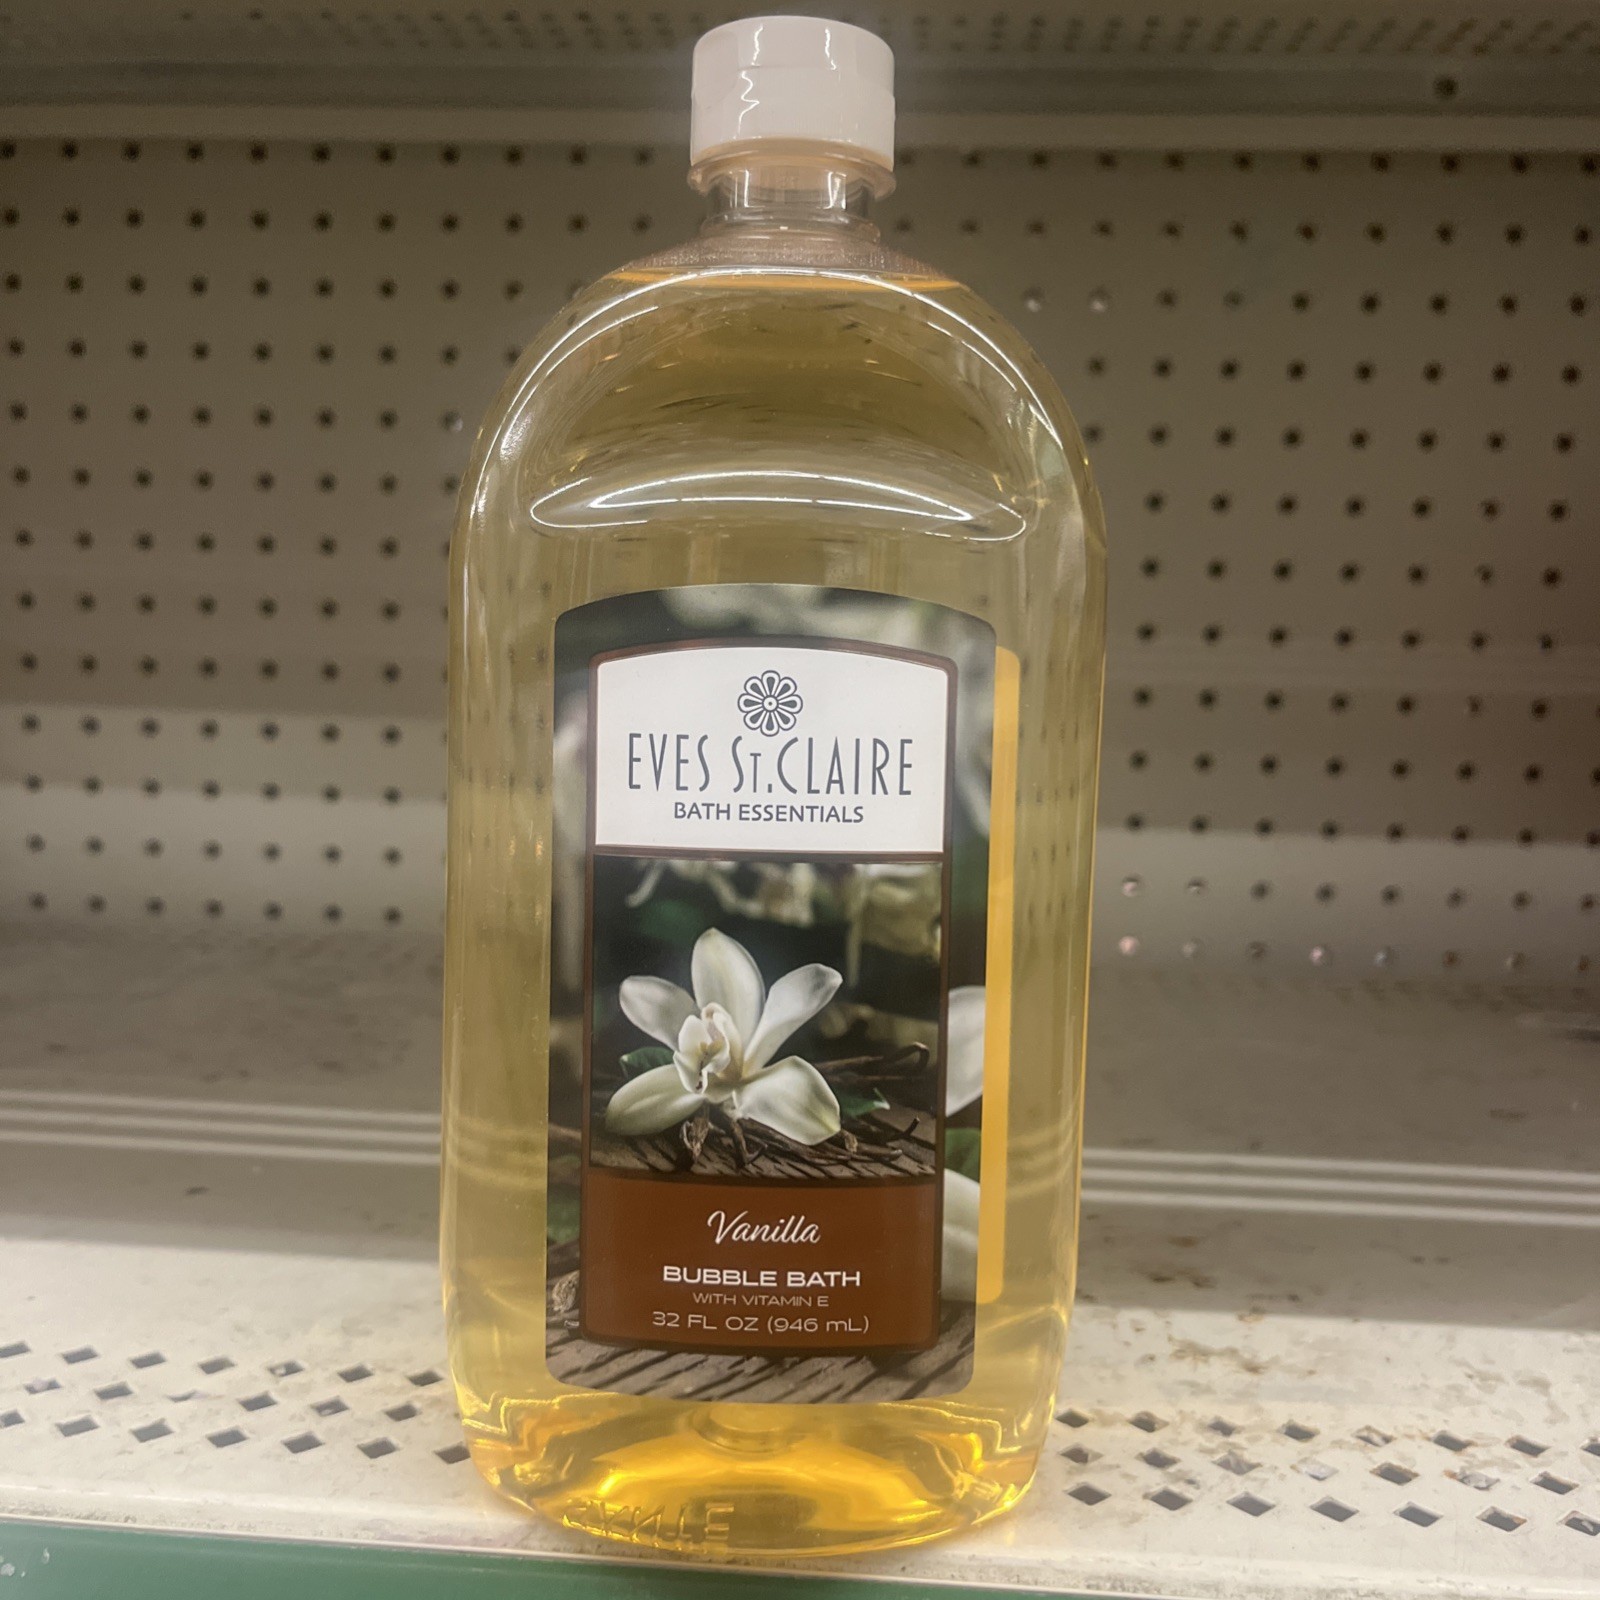 EVES ST.CLAIRE
BATH ESSENTIALS
Vanilla
BUBBLE BATH
WITH VITAMIN E
32 FL OZ (946 mL)